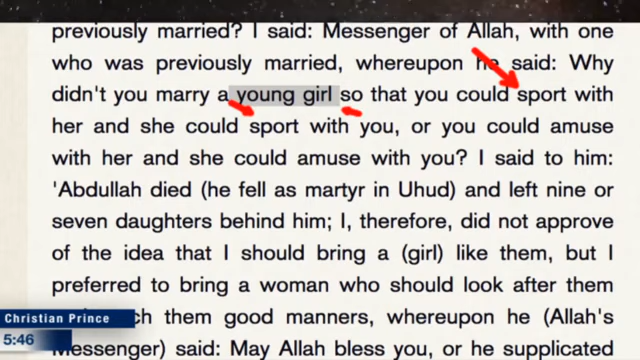 previously married? I said: Messenger of Allah, with one
who was previously married, whereupon he said: Why
didn't you marry a young girl so that you could sport with
her and she could sport with you, or you could amuse
with her and she could amuse with you? I said to him:
'Abdullah died (he fell as martyr in Uhud) and left nine or
seven daughters behind him; I, therefore, did not approve
of the idea that I should bring a (girl) like them, but I
preferred to bring a woman who should look after them
them good manners, whereupon he (Allah's
Messenger) said: May Allah bless you, or he supplicated
Christian Prince
5:46